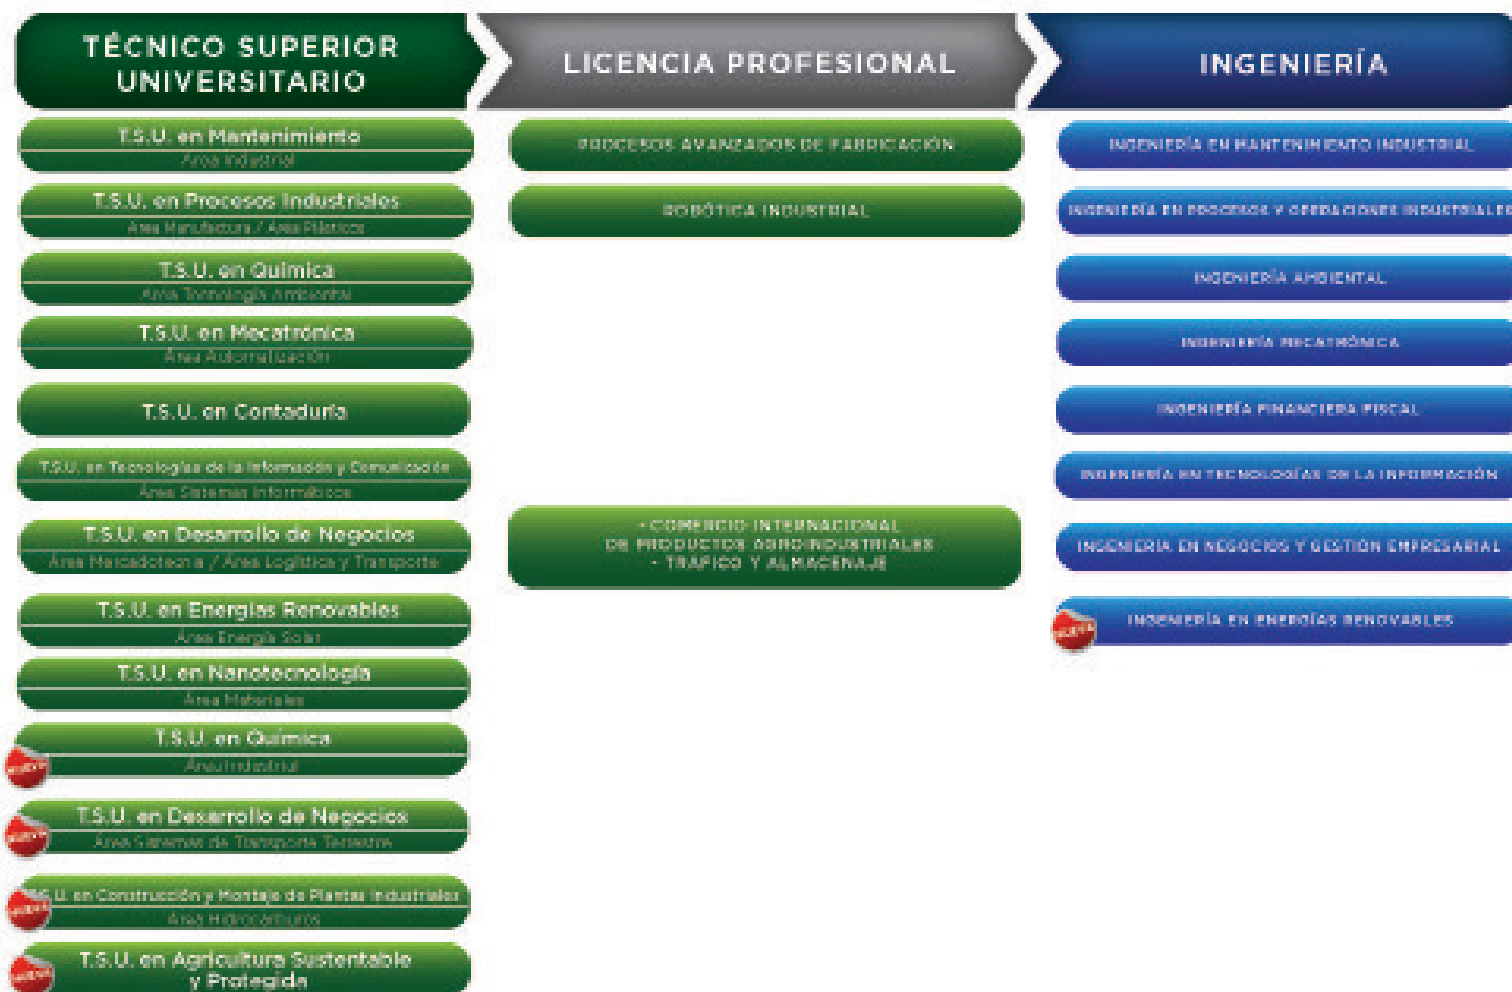 TÉCNICO SUPERIOR
UNIVERSITARIO
T.S.U. en Mantenimiento
Área Industrial
T.S.U. en Procesos Industriales
Área Manufactura / Área Plásticos
T.S.U. en Química
Área Tecnología Ambiental
T.S.U. en Mecatrónica
Área Automatización
T.S.U. en Contaduría
T.S.U. en Tecnologías de la Información y Comunicación
Área Sistemas Informáticos
T.S.U. en Desarrollo de Negocios
Área Mercadotecnia / Área Logística y Transporte
T.S.U. en Energías Renovables
Área Energía Solar
T.S.U. en Nanotecnología
Área Materiales
NUEVA
T.S.U. en Química
Área Industrial
NUEVA
T.S.U. en Desarrollo de Negocios
Área Sistemas de Transporte Terrestre
NUEVA
S.U. en Construcción y Montaje de Plantas Industriales
Área Hidrocarburos
NUEVA
T.S.U. en Agricultura Sustentable
y Protegida
LICENCIA PROFESIONAL
PROCESOS AVANZADOS DE FABRICACIÓN
ROBÓTICA INDUSTRIAL
- COMERCIO INTERNACIONAL
DE PRODUCTOS AGROINDUSTRIALES
- TRÁFICO Y ALMACENAJE
INGENIERÍA
INGENIERÍA EN MANTENIMIENTO INDUSTRIAL
INGENIERÍA EN PROCESOS Y OPERACIONES INDUSTRIALES
INGENIERÍA AMBIENTAL
INGENIERÍA MECATRÓNICA
INGENIERÍA FINANCIERA FISCAL
INGENIERÍA EN TECNOLOGÍAS DE LA INFORMACIÓN
INGENIERÍA EN NEGOCIOS Y GESTIÓN EMPRESARIAL
NUEVA
INGENIERÍA EN ENERGÍAS RENOVABLES